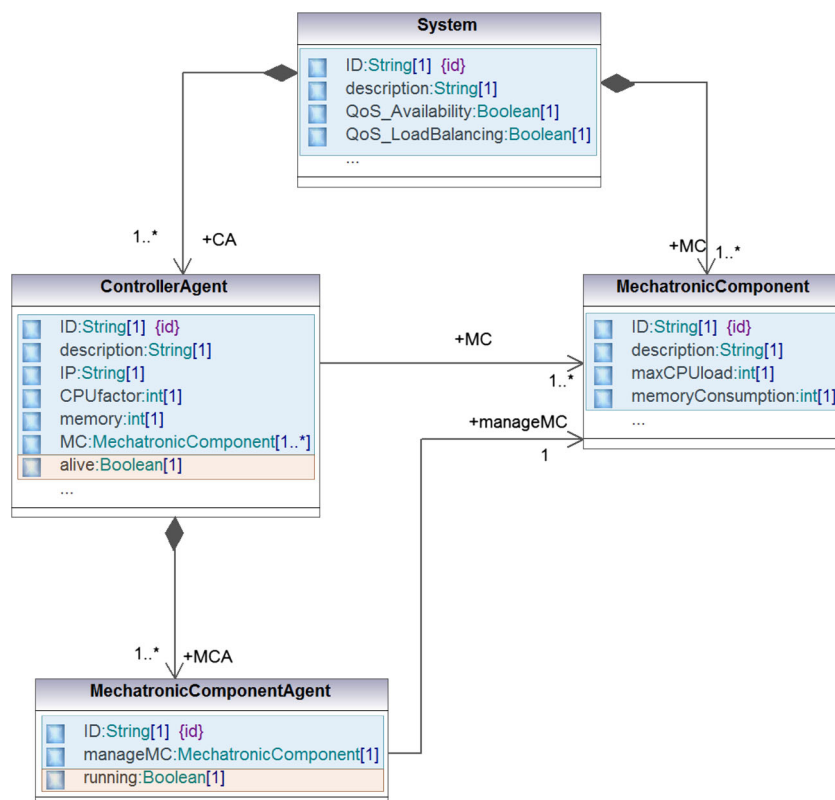 System
ID:String[1] {id}
description:String[1]
QoS_Availability:Boolean[1]
QoS_LoadBalancing:Boolean[1]
...
1..*
+CA
+MC
1..*
ControllerAgent
ID:String[1] {id}
description:String[1]
IP:String[1]
CPUfactor:int[1]
memory:int[1]
MC:MechatronicComponent[1..*]
alive:Boolean[1]
...
+MC
1..*
MechatronicComponent
ID:String[1] {id}
description:String[1]
maxCPUload:int[1]
memoryConsumption:int[1]
...
+manageMC
1
1..*
+MCA
MechatronicComponentAgent
ID:String[1] {id}
manageMC:MechatronicComponent[1]
running:Boolean[1]